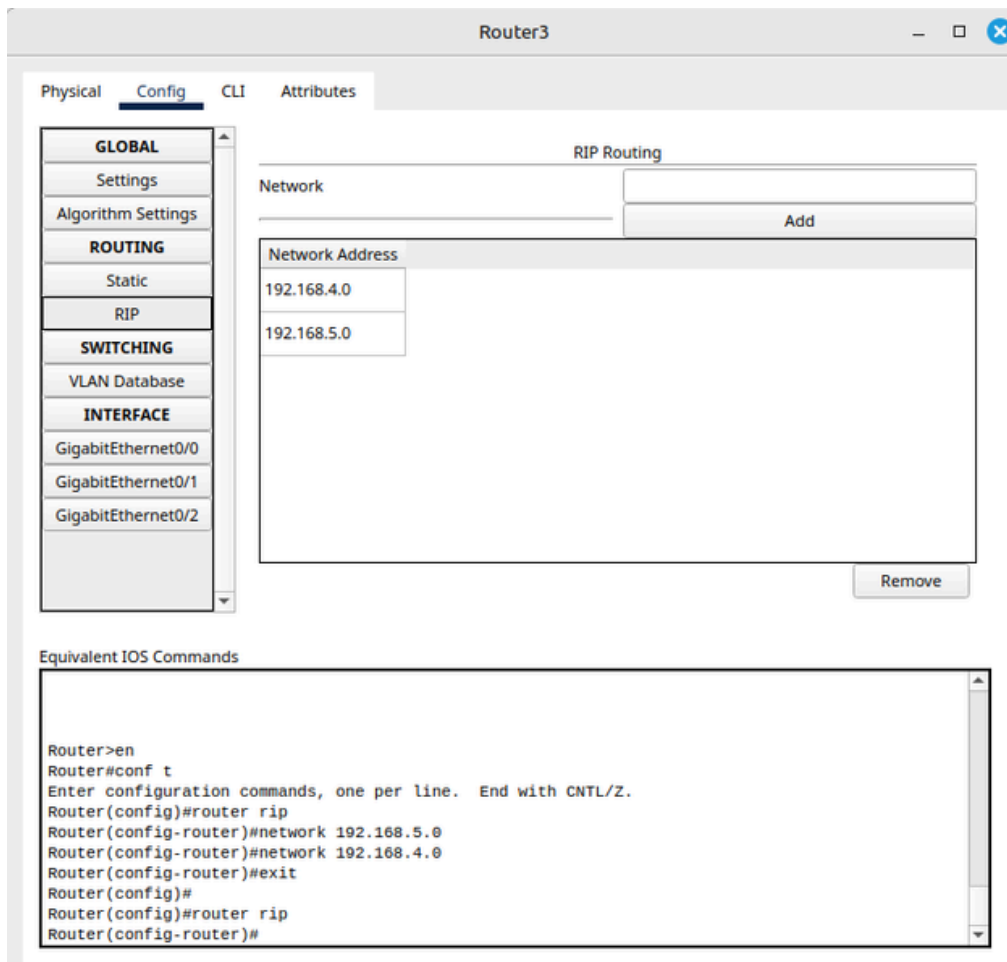 Router3
Physical Config CLI Attributes
GLOBAL
Settings
Algorithm Settings
ROUTING
Static
RIP
SWITCHING
VLAN Database
INTERFACE
GigabitEthernet0/0
GigabitEthernet0/1
GigabitEthernet0/2
RIP Routing
Network
Add
Network Address
192.168.4.0
192.168.5.0
Remove
Equivalent IOS Commands
Router>en
Router#conf t
Enter configuration commands, one per line.  End with CNTL/Z.
Router(config)#router rip
Router(config-router)#network 192.168.5.0
Router(config-router)#network 192.168.4.0
Router(config-router)#exit
Router(config)#
Router(config)#router rip
Router(config-router)#